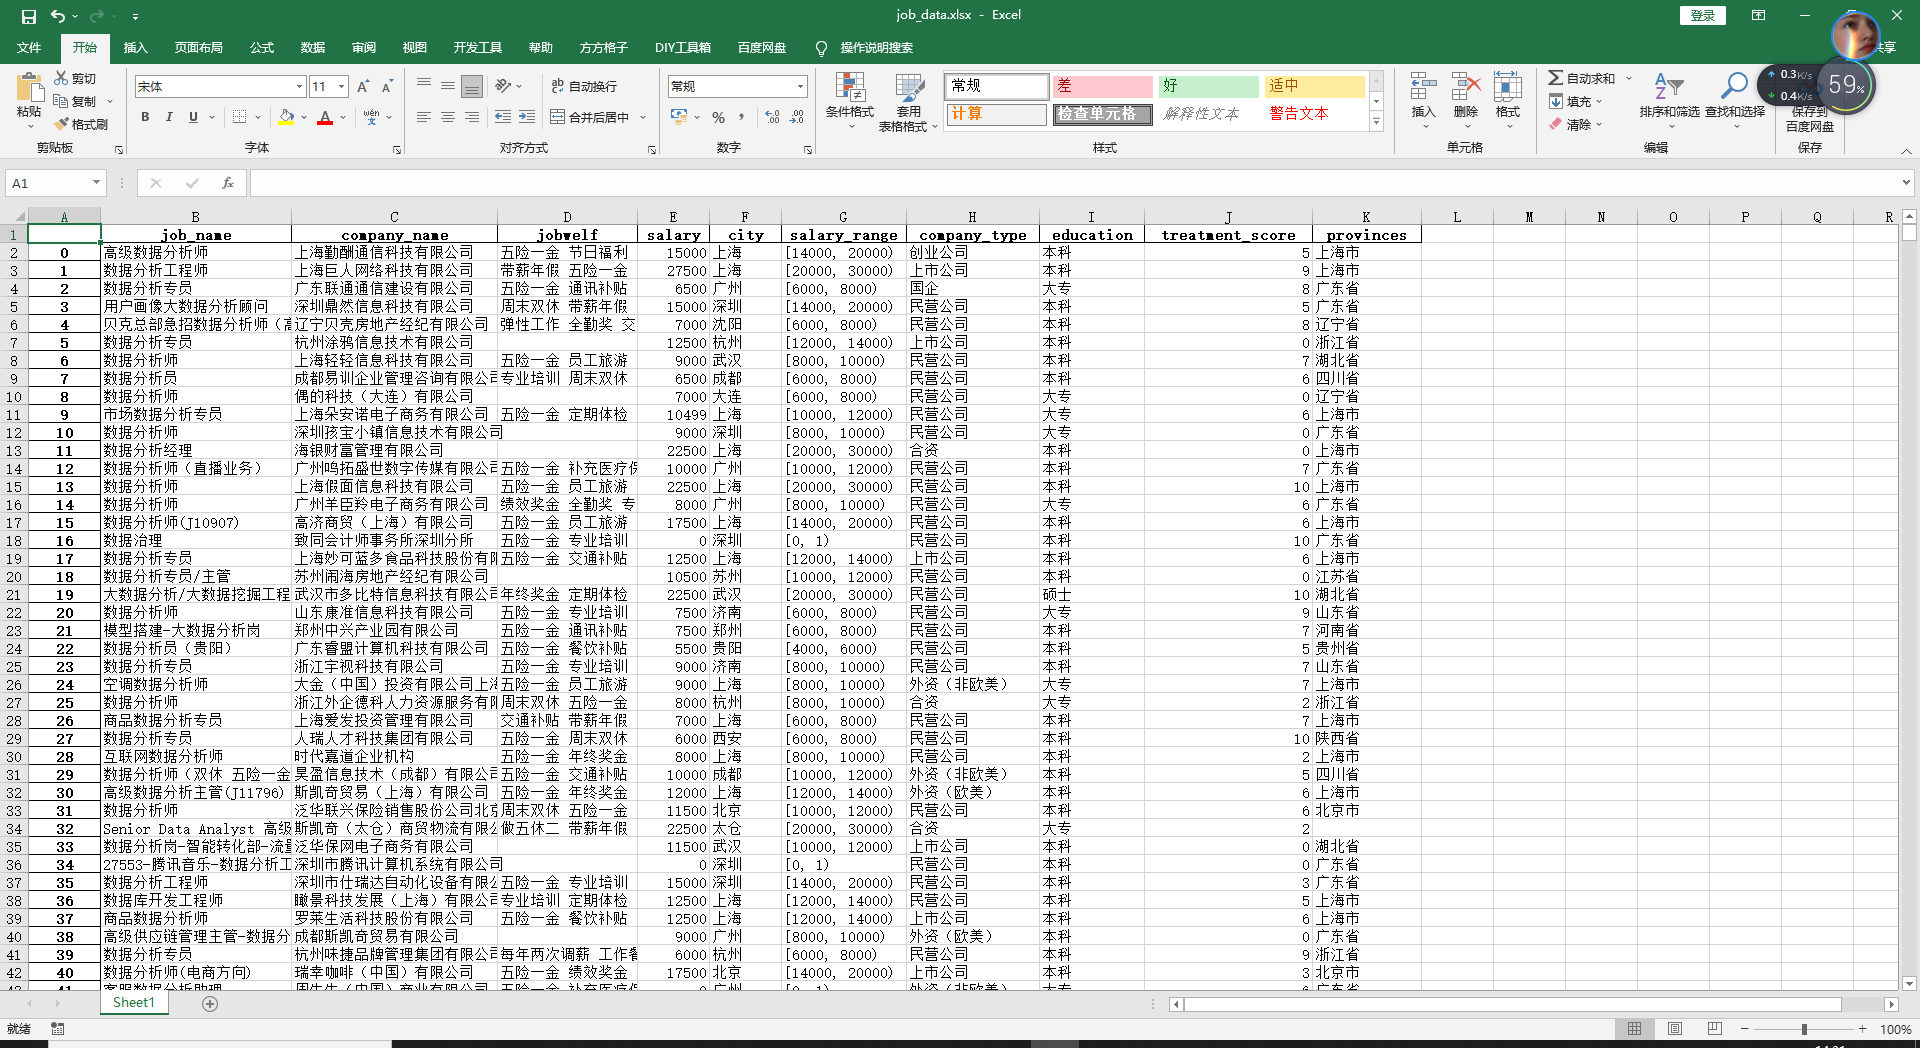 job_data.xlsx - Excel
登录
文件 开始 插入 页面布局 公式 数据 审阅 视图 开发工具 帮助 方方格子 DIY工具箱 百度网盘 操作说明搜索 共享
粘贴 剪切 复制 格式刷 剪贴板
宋体 11 B I U A wén 字体
自动换行 合并后居中 对齐方式
常规 % 数字
条件格式 套用表格格式 常规 差 好 适中 计算 检查单元格 解释性文本 警告文本 样式
插入 删除 格式 单元格
自动求和 填充 清除 排序和筛选 查找和选择 编辑
保存到百度网盘 保存
0.3K/s 0.4K/s 59%
A1 fx
A B C D E F G H I J K L M N O P Q R
1 job_name company_name jobwelf salary city salary_range company_type education treatment_score provinces
2 0 高级数据分析师 上海勤酬通信科技有限公司 五险一金 节日福利 15000 上海 [14000, 20000) 创业公司 本科 5 上海市
3 1 数据分析工程师 上海巨人网络科技有限公司 带薪年假 五险一金 27500 上海 [20000, 30000) 上市公司 本科 9 上海市
4 2 数据分析专员 广东联通通信建设有限公司 五险一金 通讯补贴 6500 广州 [6000, 8000) 国企 大专 8 广东省
5 3 用户画像大数据分析顾问 深圳鼎然信息科技有限公司 周末双休 带薪年假 15000 深圳 [14000, 20000) 民营公司 本科 5 广东省
6 4 贝克总部急招数据分析师（高 辽宁贝壳房地产经纪有限公司 弹性工作 全勤奖 交 7000 沈阳 [6000, 8000) 民营公司 本科 8 辽宁省
7 5 数据分析专员 杭州涂鸦信息技术有限公司 12500 杭州 [12000, 14000) 上市公司 本科 0 浙江省
8 6 数据分析师 上海轻轻信息科技有限公司 五险一金 员工旅游 9000 武汉 [8000, 10000) 民营公司 本科 7 湖北省
9 7 数据分析员 成都易训企业管理咨询有限公司 专业培训 周末双休 6500 成都 [6000, 8000) 民营公司 本科 6 四川省
10 8 数据分析师 偶的科技（大连）有限公司 7000 大连 [6000, 8000) 民营公司 大专 0 辽宁省
11 9 市场数据分析专员 上海朵安诺电子商务有限公司 五险一金 定期体检 10499 上海 [10000, 12000) 民营公司 大专 6 上海市
12 10 数据分析师 深圳孩宝小镇信息技术有限公司 9000 深圳 [8000, 10000) 民营公司 大专 0 广东省
13 11 数据分析经理 海银财富管理有限公司 22500 上海 [20000, 30000) 合资 本科 0 上海市
14 12 数据分析师（直播业务） 广州鸣拓盛世数字传媒有限公司 五险一金 补充医疗保 10000 广州 [10000, 12000) 民营公司 本科 7 广东省
15 13 数据分析师 上海假面信息科技有限公司 五险一金 员工旅游 22500 上海 [20000, 30000) 民营公司 本科 10 上海市
16 14 数据分析师 广州羊臣羚电子商务有限公司 绩效奖金 全勤奖 专 8000 广州 [8000, 10000) 民营公司 大专 6 广东省
17 15 数据分析师(J10907) 高济商贸（上海）有限公司 五险一金 员工旅游 17500 上海 [14000, 20000) 民营公司 本科 6 上海市
18 16 数据治理 致同会计师事务所深圳分所 五险一金 专业培训 0 深圳 [0, 1) 民营公司 本科 10 广东省
19 17 数据分析专员 上海妙可蓝多食品科技股份有限 五险一金 交通补贴 12500 上海 [12000, 14000) 上市公司 本科 6 上海市
20 18 数据分析专员/主管 苏州闹海房地产经纪有限公司 10500 苏州 [10000, 12000) 民营公司 本科 0 江苏省
21 19 大数据分析/大数据挖掘工程 武汉市多比特信息科技有限公司 年终奖金 定期体检 22500 武汉 [20000, 30000) 民营公司 硕士 10 湖北省
22 20 数据分析师 山东康准信息科技有限公司 五险一金 专业培训 7500 济南 [6000, 8000) 民营公司 大专 9 山东省
23 21 模型搭建-大数据分析岗 郑州中兴产业园有限公司 五险一金 通讯补贴 7500 郑州 [6000, 8000) 民营公司 本科 7 河南省
24 22 数据分析员（贵阳） 广东睿盟计算机科技有限公司 五险一金 餐饮补贴 5500 贵阳 [4000, 6000) 民营公司 本科 5 贵州省
25 23 数据分析专员 浙江宇视科技有限公司 五险一金 专业培训 9000 济南 [8000, 10000) 民营公司 本科 7 山东省
26 24 空调数据分析师 大金（中国）投资有限公司上海 五险一金 员工旅游 9000 上海 [8000, 10000) 外资（非欧美） 大专 7 上海市
27 25 数据分析师 浙江外企德科人力资源服务有限 周末双休 五险一金 8000 杭州 [8000, 10000) 合资 大专 2 浙江省
28 26 商品数据分析专员 上海爱发投资管理有限公司 交通补贴 带薪年假 7000 上海 [6000, 8000) 民营公司 本科 7 上海市
29 27 数据分析专员 人瑞人才科技集团有限公司 五险一金 周末双休 6000 西安 [6000, 8000) 民营公司 本科 10 陕西省
30 28 互联网数据分析师 时代嘉道企业机构 五险一金 年终奖金 8000 上海 [8000, 10000) 民营公司 本科 2 上海市
31 29 数据分析师（双休 五险一金 昊盈信息技术（成都）有限公司 五险一金 交通补贴 10000 成都 [10000, 12000) 外资（非欧美） 本科 5 四川省
32 30 高级数据分析主管(J11796) 斯凯奇贸易（上海）有限公司 五险一金 年终奖金 12000 上海 [12000, 14000) 外资（欧美） 本科 6 上海市
33 31 数据分析师 泛华联兴保险销售股份公司北京 周末双休 五险一金 11500 北京 [10000, 12000) 民营公司 本科 6 北京市
34 32 Senior Data Analyst 高级 斯凯奇（太仓）商贸物流有限公 做五休二 带薪年假 22500 太仓 [20000, 30000) 合资 大专 2
35 33 数据分析岗-智能转化部-流量 泛华保网电子商务有限公司 11500 武汉 [10000, 12000) 上市公司 本科 0 湖北省
36 34 27553-腾讯音乐-数据分析工 深圳市腾讯计算机系统有限公司 0 深圳 [0, 1) 民营公司 本科 0 广东省
37 35 数据分析工程师 深圳市仕瑞达自动化设备有限公 五险一金 专业培训 15000 深圳 [14000, 20000) 民营公司 本科 3 广东省
38 36 数据库开发工程师 瞰景科技发展（上海）有限公司 专业培训 定期体检 12500 上海 [12000, 14000) 民营公司 本科 5 上海市
39 37 商品数据分析师 罗莱生活科技股份有限公司 五险一金 餐饮补贴 12500 上海 [12000, 14000) 上市公司 本科 6 上海市
40 38 高级供应链管理主管-数据分 成都斯凯奇贸易有限公司 9000 广州 [8000, 10000) 外资（欧美） 本科 0 广东省
41 39 数据分析专员 杭州味捷品牌管理集团有限公司 每年两次调薪 工作餐 6000 杭州 [6000, 8000) 民营公司 本科 9 浙江省
42 40 数据分析师(电商方向) 瑞幸咖啡（中国）有限公司 五险一金 绩效奖金 17500 北京 [14000, 20000) 上市公司 本科 3 北京市
Sheet1
就绪 100%